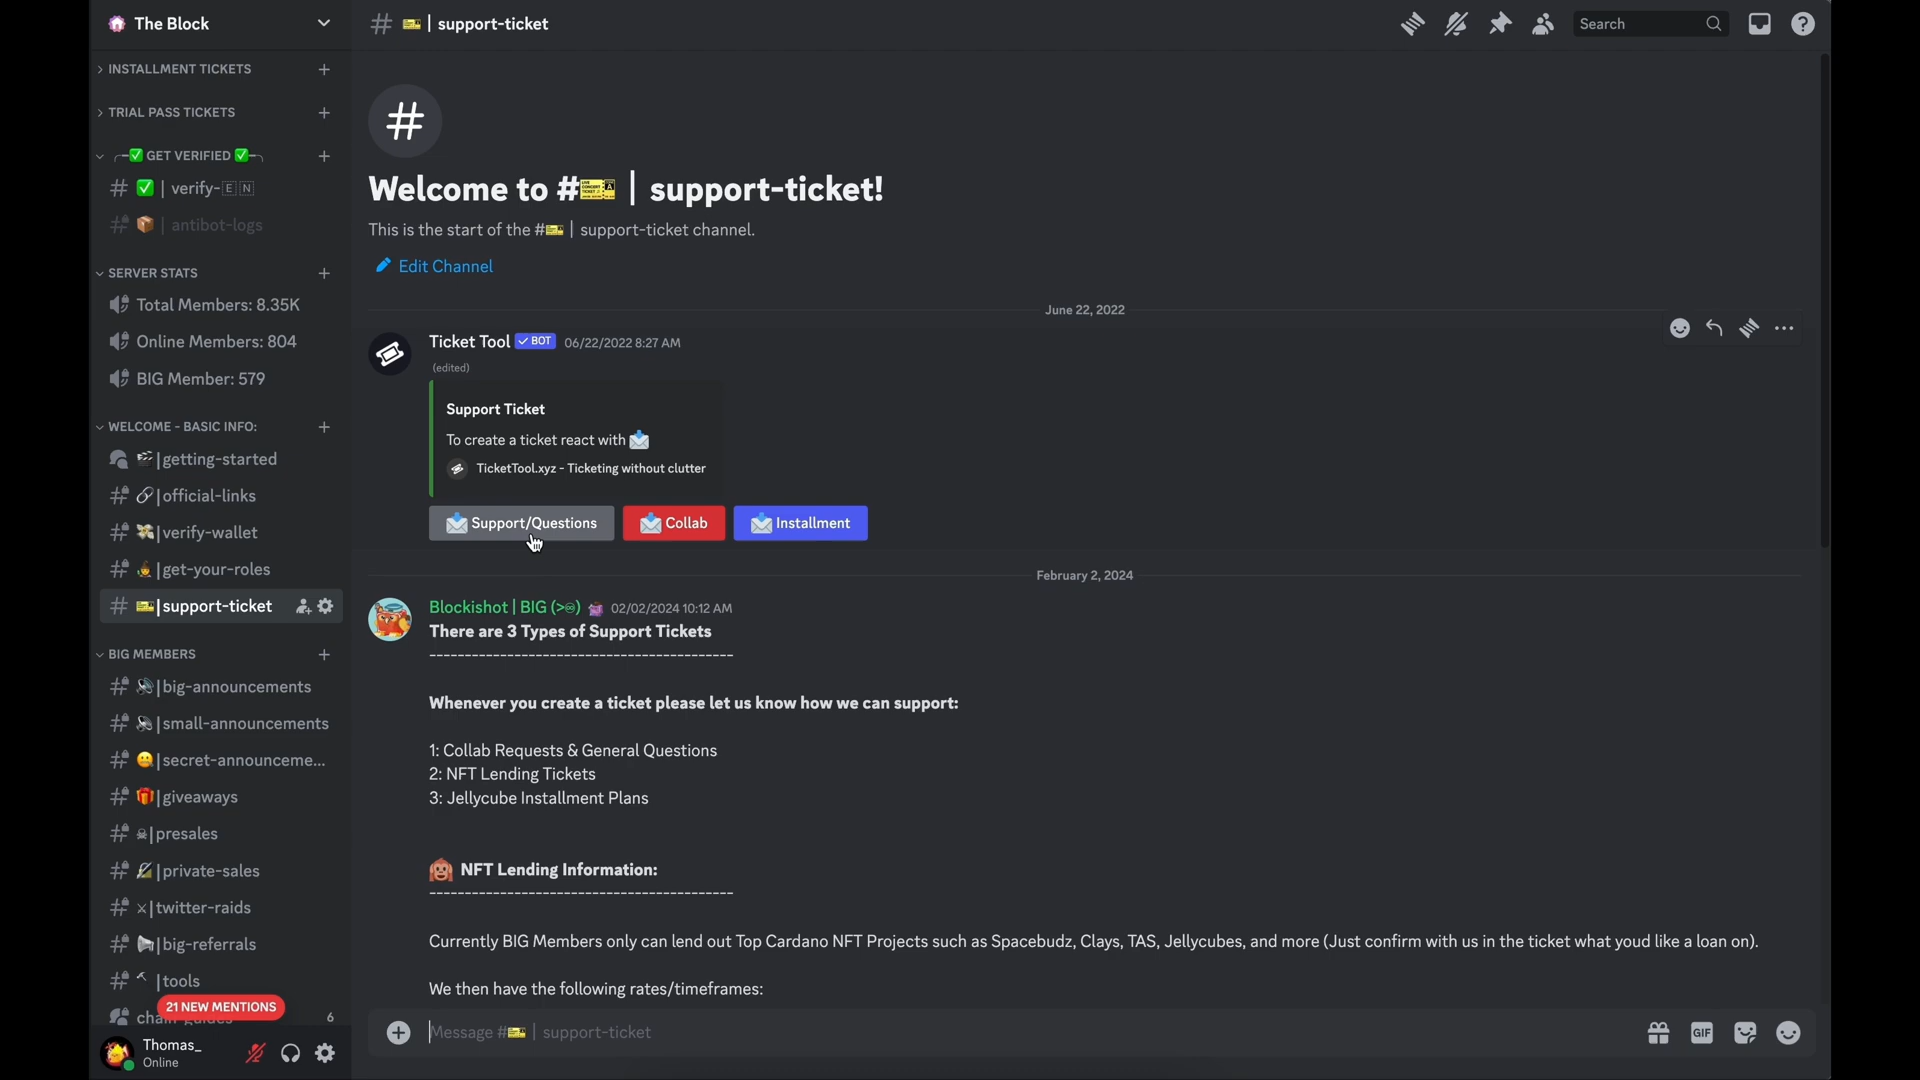 The Block
INSTALLMENT TICKETS
TRIAL PASS TICKETS
GET VERIFIED
verify-🇪🇳
antibot-logs
SERVER STATS
Total Members: 8.35K
Online Members: 804
BIG Member: 579
WELCOME - BASIC INFO:
|getting-started
|official-links
|verify-wallet
|get-your-roles
|support-ticket
BIG MEMBERS
|big-announcements
|small-announcements
|secret-announceme...
|giveaways
|presales
|private-sales
|twitter-raids
|big-referrals
|tools
21 NEW MENTIONS
6
Thomas_
Online
# | support-ticket
Search
Welcome to # | support-ticket!
This is the start of the # | support-ticket channel.
Edit Channel
June 22, 2022
Ticket Tool BOT 06/22/2022 8:27 AM
(edited)
Support Ticket
To create a ticket react with
TicketTool.xyz - Ticketing without clutter
Support/Questions Collab Installment
February 2, 2024
Blockishot | BIG (>♾) 02/02/2024 10:12 AM
There are 3 Types of Support Tickets
-------------------------------------------
Whenever you create a ticket please let us know how we can support:
1: Collab Requests & General Questions
2: NFT Lending Tickets
3: Jellycube Installment Plans
NFT Lending Information:
-------------------------------------------
Currently BIG Members only can lend out Top Cardano NFT Projects such as Spacebudz, Clays, TAS, Jellycubes, and more (Just confirm with us in the ticket what youd like a loan on).
We then have the following rates/timeframes:
Message # | support-ticket
GIF